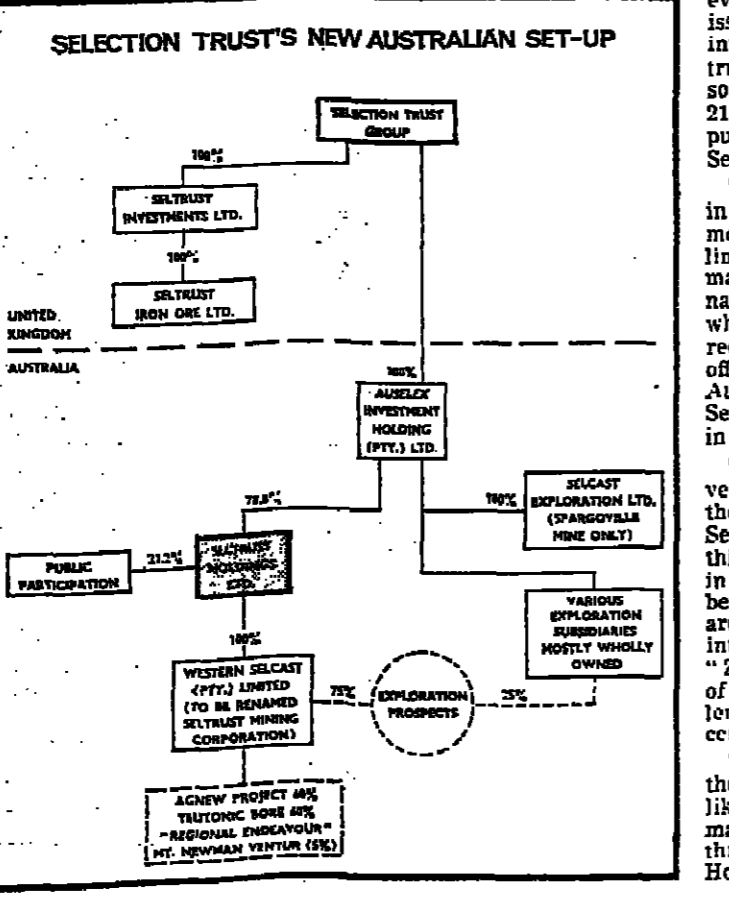 SELECTION TRUST'S NEW AUSTRALIAN SET-UP
SELECTION TRUST
GROUP
100%
SELTRUST
INVESTMENTS LTD.
100%
SELTRUST
IRON ORE LTD.
UNITED
KINGDOM
AUSTRALIA
100%
AUSELEX
INVESTMENT
HOLDING
(PTY.) LTD.
78.8%
100%
SELCAST
EXPLORATION LTD.
(SPARGOVILLE
MINE ONLY)
PUBLIC
PARTICIPATION
21.2%
SELTRUST
HOLDINGS
LTD.
VARIOUS
EXPLORATION
SUBSIDIARIES
MOSTLY WHOLLY
OWNED
100%
WESTERN SELCAST
(PTY.) LIMITED
(TO BE RENAMED
SELTRUST MINING
CORPORATION)
75%
EXPLORATION
PROSPECTS
25%
AGNEW PROJECT 60%
TEUTONIC BORE 60%
"REGIONAL ENDEAVOUR"
MT. NEWMAN VENTUR (5%)